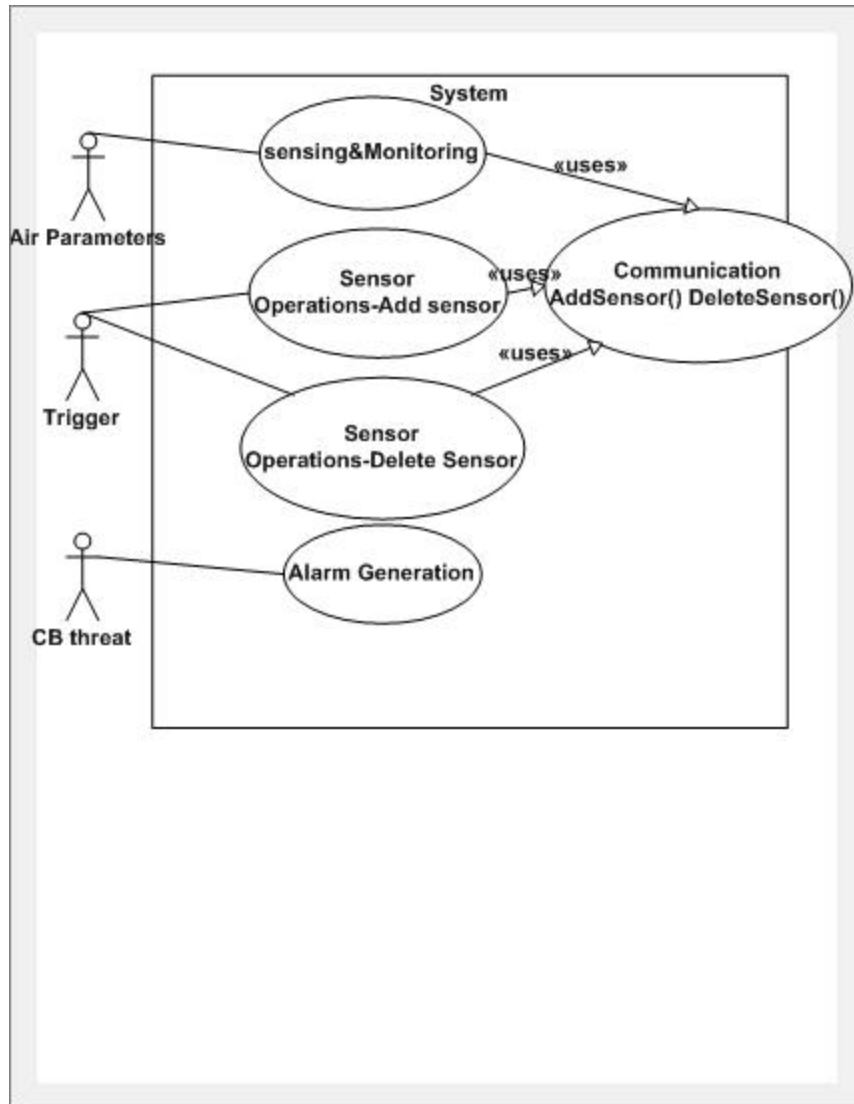 System
sensing&Monitoring
«uses»
Air Parameters
Sensor
Operations-Add sensor
«uses»
Communication
AddSensor() DeleteSensor()
«uses»
Trigger
Sensor
Operations-Delete Sensor
Alarm Generation
CB threat